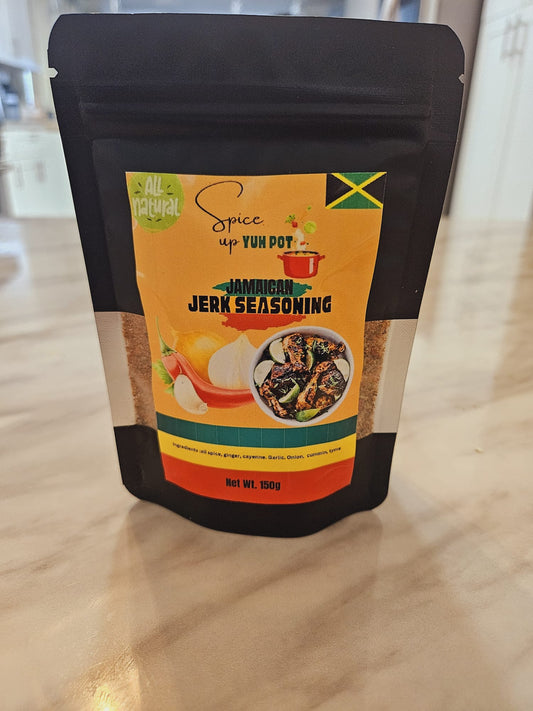 ALL
natural
Spice
up YUH POT
JAMAICAN
JERK SEASONING
Ingredients :all spice, ginger, cayenne. Garlic. Onion, cummin, tyme
Net Wt. 150g